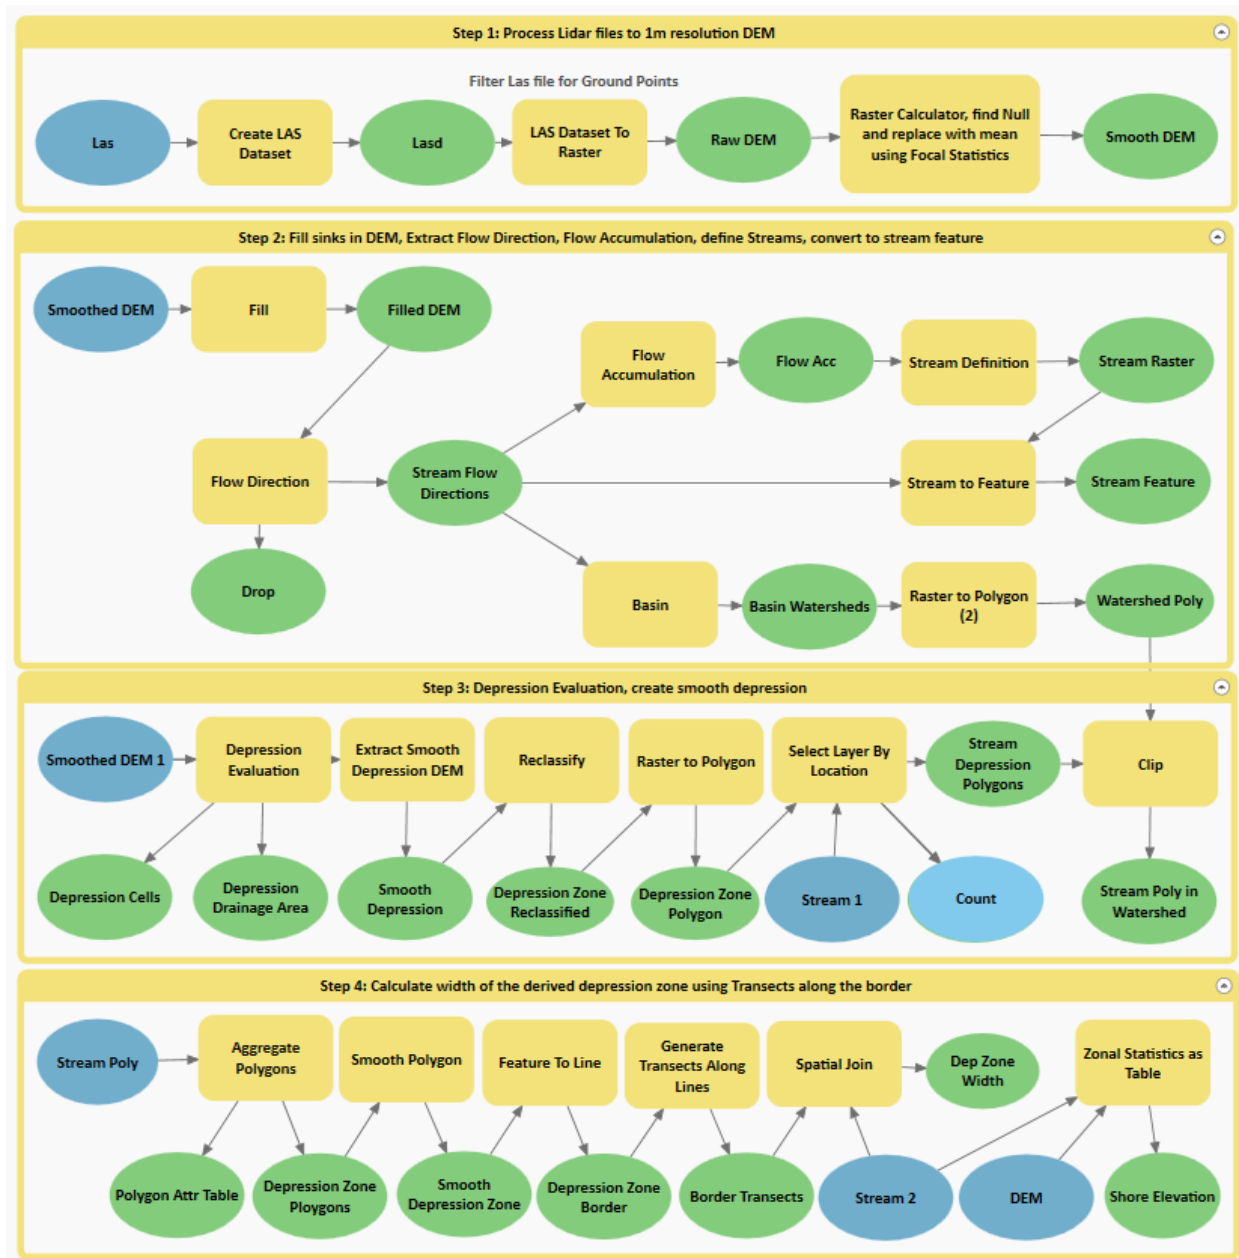 Step 1: Process Lidar files to 1m resolution DEM
Filter Las file for Ground Points
Las
Create LAS
Dataset
Lasd
LAS Dataset To
Raster
Raw DEM
Raster Calculator, find Null
and replace with mean
using Focal Statistics
Smooth DEM
Step 2: Fill sinks in DEM, Extract Flow Direction, Flow Accumulation, define Streams, convert to stream feature
Smoothed DEM
Fill
Filled DEM
Flow
Accumulation
Flow Acc
Stream Definition
Stream Raster
Flow Direction
Stream Flow
Directions
Stream to Feature
Stream Feature
Drop
Basin
Basin Watersheds
Raster to Polygon
(2)
Watershed Poly
Step 3: Depression Evaluation, create smooth depression
Smoothed DEM 1
Depression
Evaluation
Extract Smooth
Depression DEM
Reclassify
Raster to Polygon
Select Layer By
Location
Stream
Depression
Polygons
Clip
Depression Cells
Depression
Drainage Area
Smooth
Depression
Depression Zone
Reclassified
Depression Zone
Polygon
Stream 1
Count
Stream Poly in
Watershed
Step 4: Calculate width of the derived depression zone using Transects along the border
Stream Poly
Aggregate
Polygons
Smooth Polygon
Feature To Line
Generate
Transects Along
Lines
Spatial Join
Dep Zone
Width
Zonal Statistics as
Table
Polygon Attr Table
Depression Zone
Ploygons
Smooth
Depression Zone
Depression Zone
Border
Border Transects
Stream 2
DEM
Shore Elevation